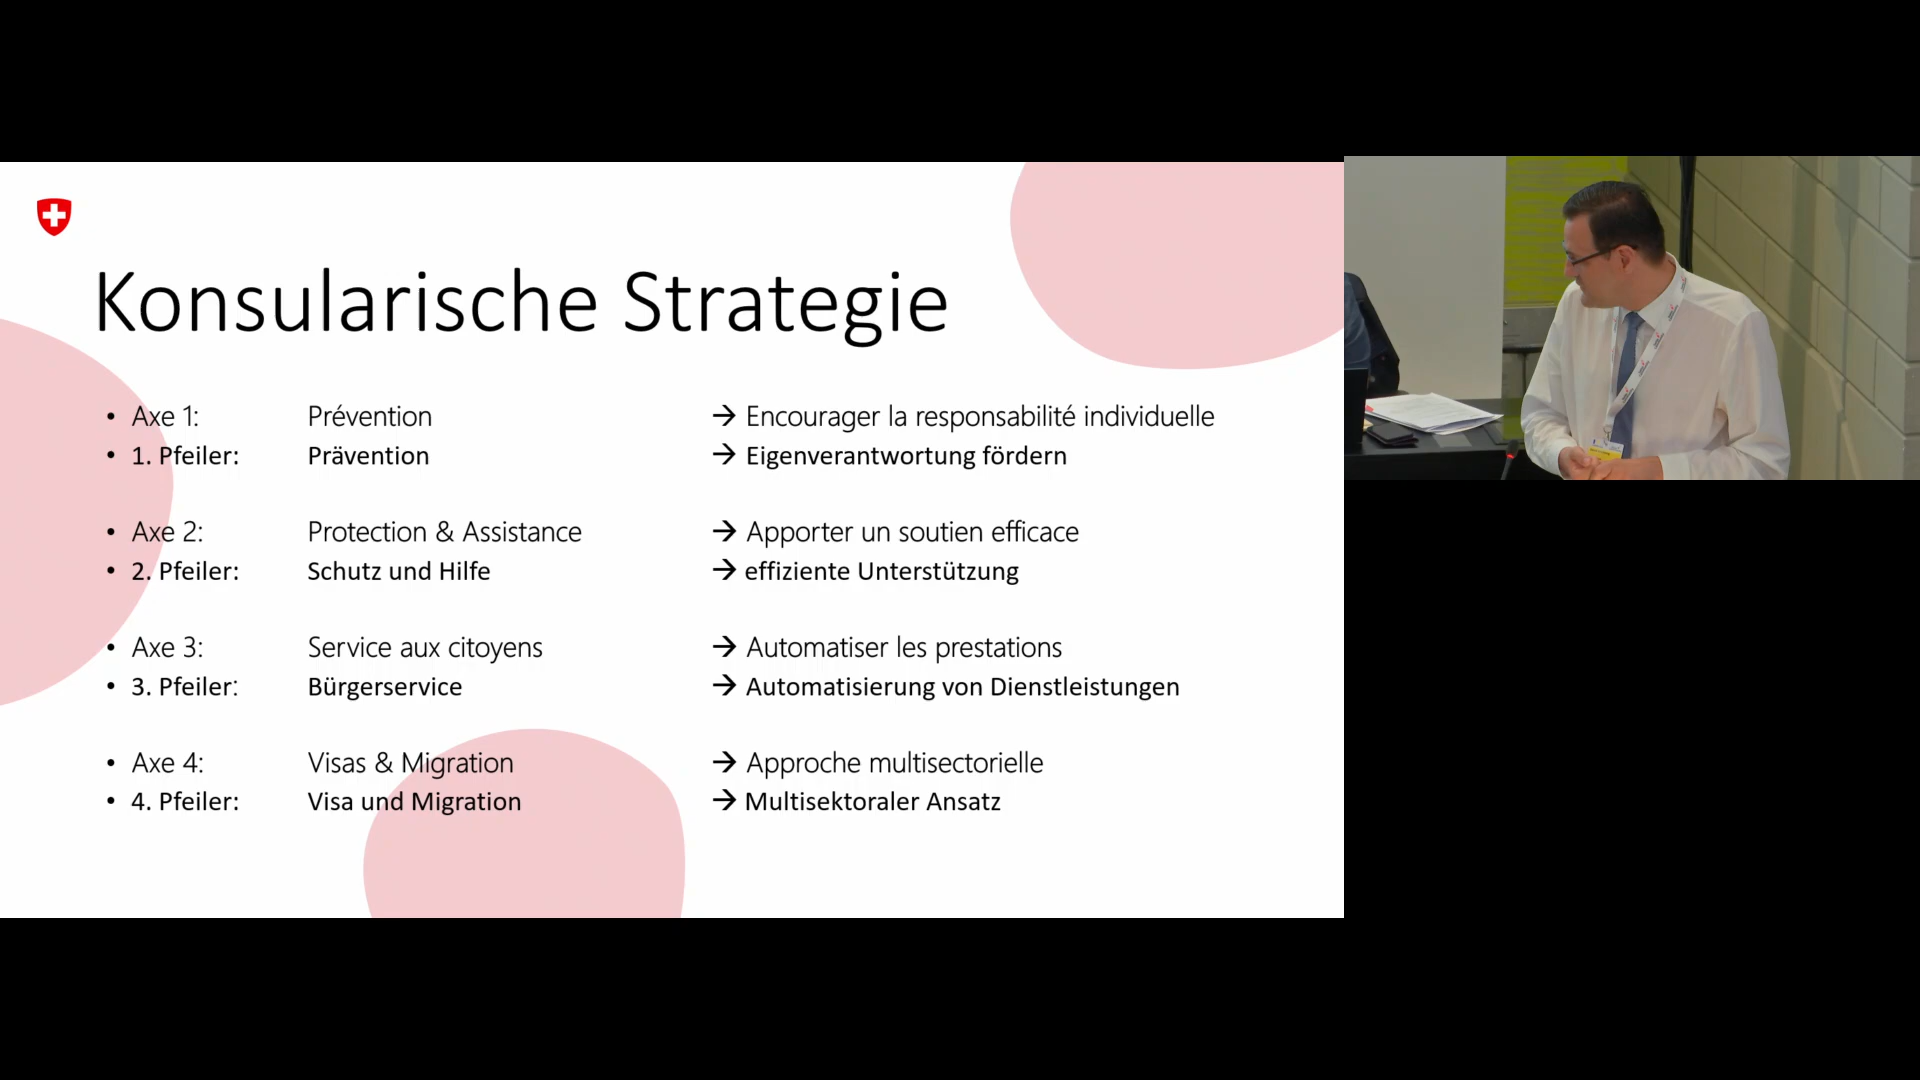 Konsularische Strategie
• Axe 1: Prévention → Encourager la responsabilité individuelle
• 1. Pfeiler: Prävention → Eigenverantwortung fördern
• Axe 2: Protection & Assistance → Apporter un soutien efficace
• 2. Pfeiler: Schutz und Hilfe → effiziente Unterstützung
• Axe 3: Service aux citoyens → Automatiser les prestations
• 3. Pfeiler: Bürgerservice → Automatisierung von Dienstleistungen
• Axe 4: Visas & Migration → Approche multisectorielle
• 4. Pfeiler: Visa und Migration → Multisektoraler Ansatz